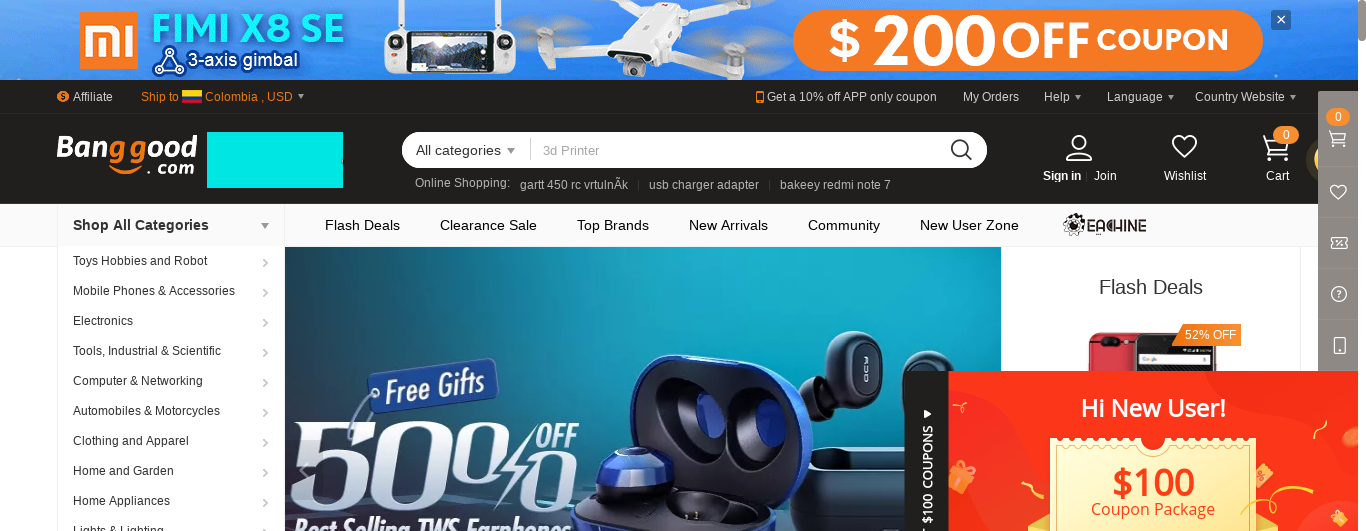 FIMI X8 SE
3-axis gimbal
$200 OFF COUPON
✕
Affiliate
Ship to Colombia , USD
Get a 10% off APP only coupon
My Orders
Help
Language
Country Website
Banggood
.com
All categories
3d Printer
Online Shopping:
gartt 450 rc vrtulnÃk
usb charger adapter
bakeey redmi note 7
Sign in
Join
Wishlist
0
Cart
0
Shop All Categories
Flash Deals
Clearance Sale
Top Brands
New Arrivals
Community
New User Zone
EACHINE
Toys Hobbies and Robot
Mobile Phones & Accessories
Electronics
Tools, Industrial & Scientific
Computer & Networking
Automobiles & Motorcycles
Clothing and Apparel
Home and Garden
Home Appliances
Lights & Lighting
Free Gifts
50% OFF
Best Selling TWS Earphones
QCY
Flash Deals
52% OFF
Google
$100 COUPONS
Hi New User!
$100
Coupon Package